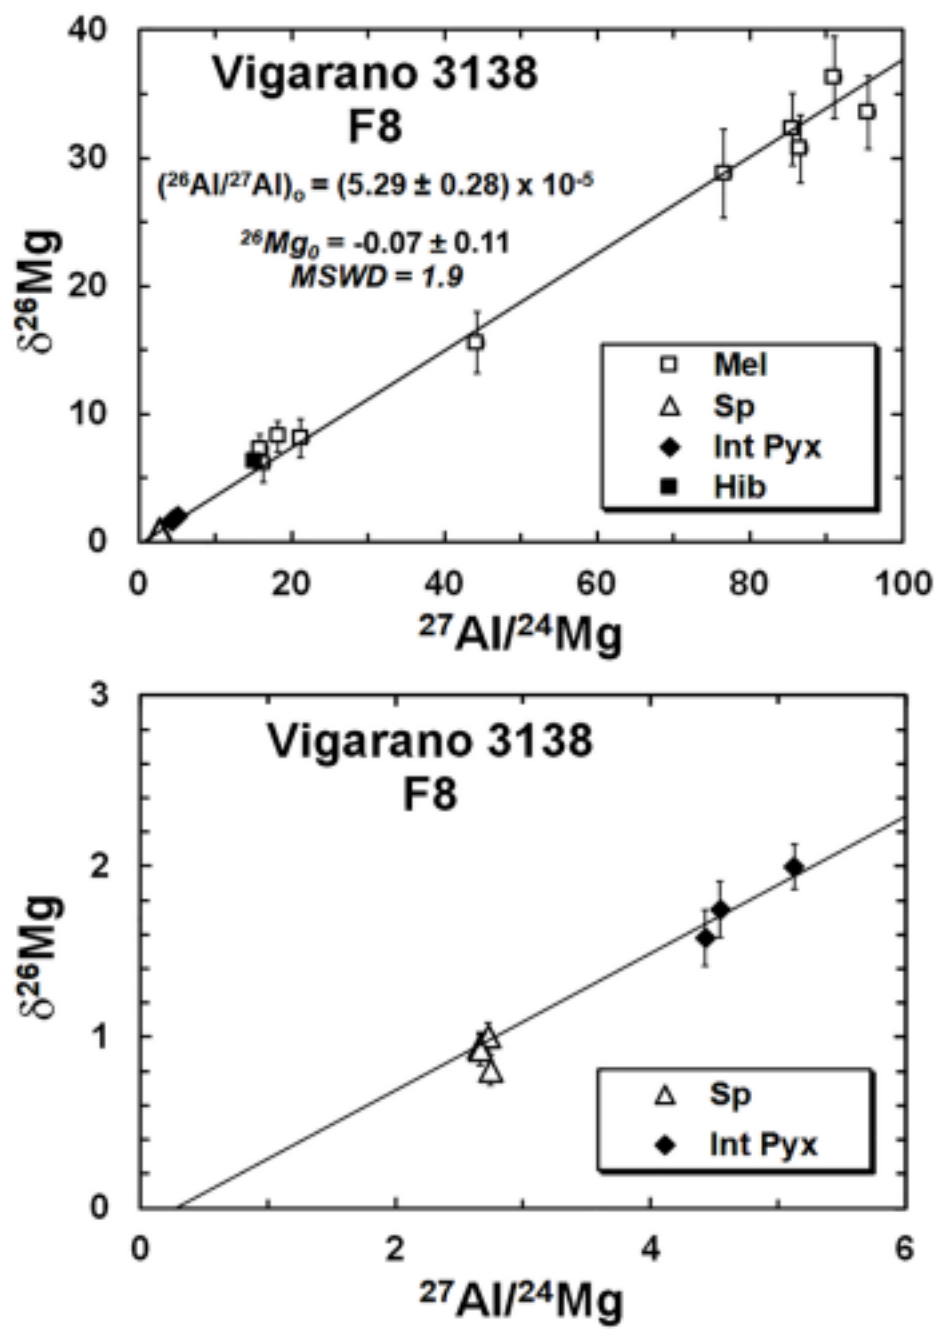 Vigarano 3138
F8
(²⁶Al/²⁷Al)ₒ = (5.29 ± 0.28) x 10⁻⁵
²⁶Mg₀ = -0.07 ± 0.11
MSWD = 1.9
δ²⁶Mg
40
30
20
10
0
Mel
Sp
Int Pyx
Hib
0 20 40 60 80 100
²⁷Al/²⁴Mg
Vigarano 3138
F8
δ²⁶Mg
3
2
1
0
Sp
Int Pyx
0 2 4 6
²⁷Al/²⁴Mg